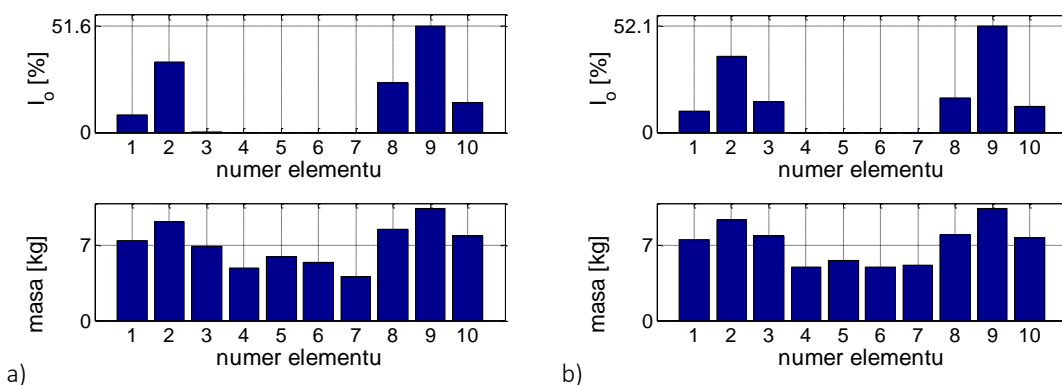 51.6
I_o [%]
0
1 2 3 4 5 6 7 8 9 10
numer elementu
masa [kg]
7
0
1 2 3 4 5 6 7 8 9 10
numer elementu
a)
52.1
I_o [%]
0
1 2 3 4 5 6 7 8 9 10
numer elementu
masa [kg]
7
0
1 2 3 4 5 6 7 8 9 10
numer elementu
b)